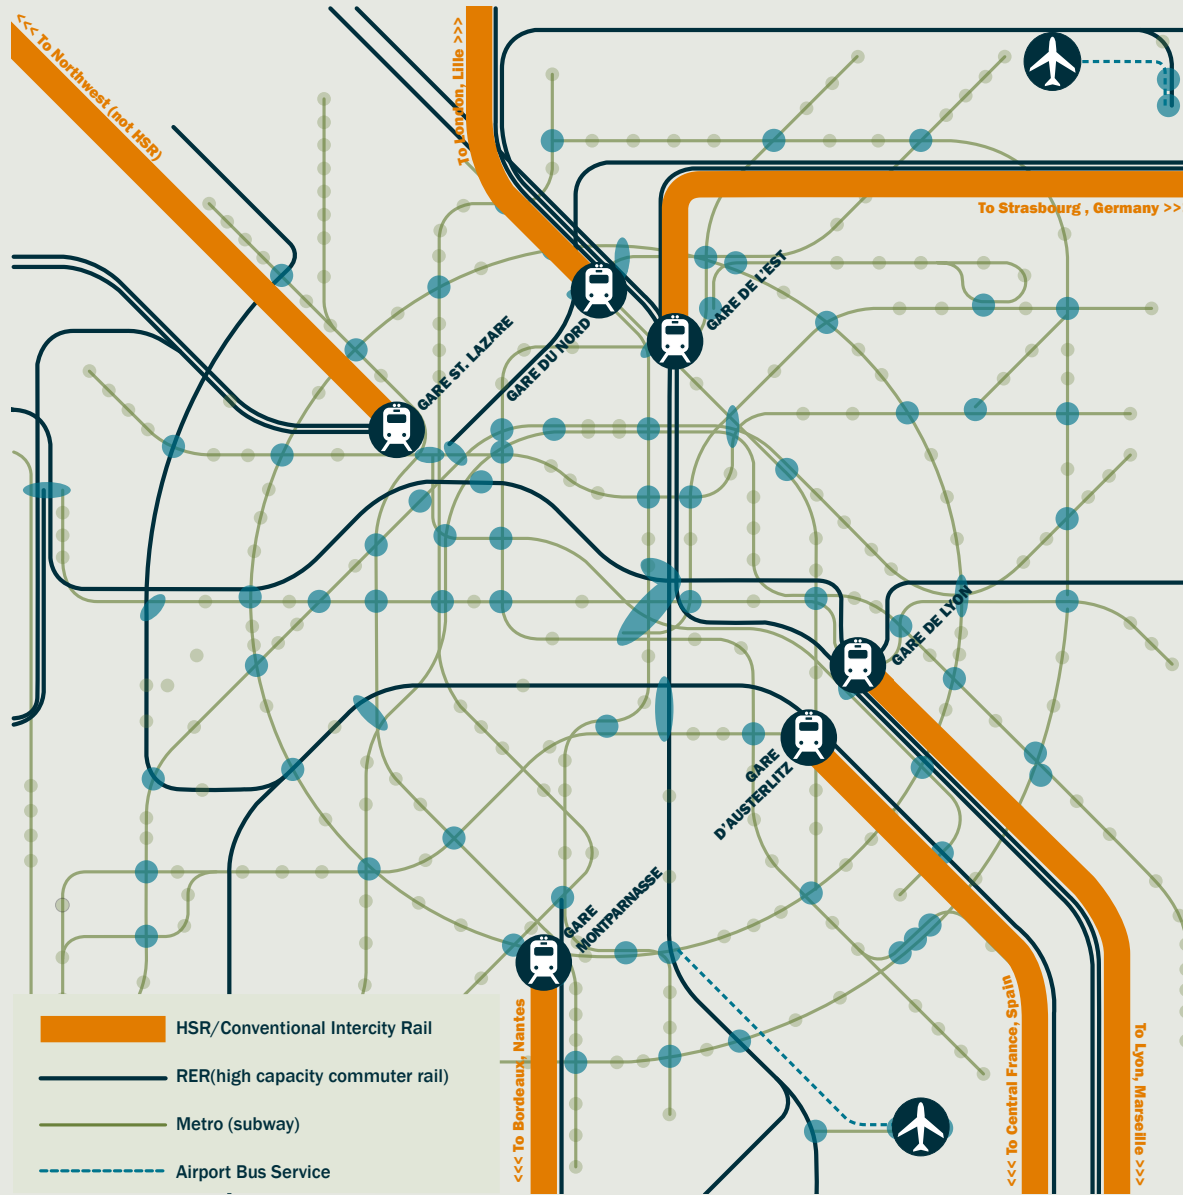 <<< To Northwest (not HSR)
To London, Lille >>>
To Strasbourg , Germany >>
GARE DE L'EST
GARE DU NORD
GARE ST. LAZARE
GARE DE LYON
GARE
D'AUSTERLITZ
GARE
MONTPARNASSE
<<< To Bordeaux, Nantes
<<< To Central France, Spain
To Lyon, Marseille >>>
HSR/Conventional Intercity Rail
RER(high capacity commuter rail)
Metro (subway)
Airport Bus Service